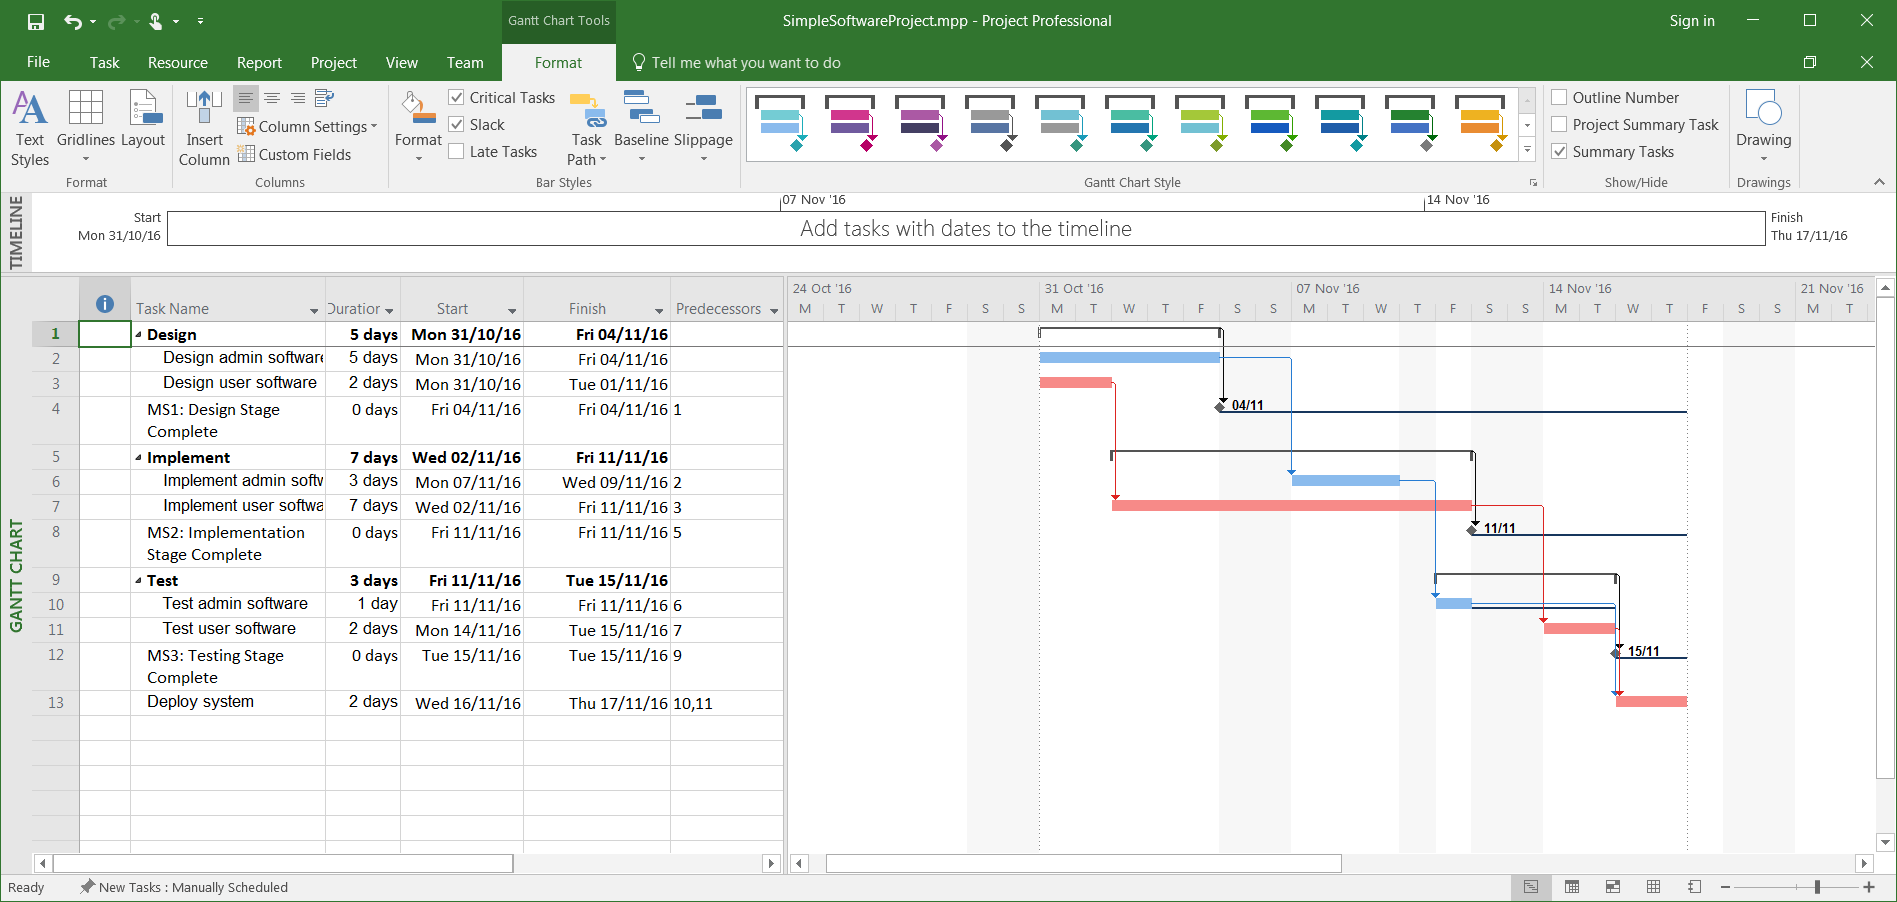 Gantt Chart Tools
SimpleSoftwareProject.mpp - Project Professional
Sign in
File Task Resource Report Project View Team Format Tell me what you want to do
Text Styles
Gridlines
Layout
Format
Insert Column
Column Settings
Custom Fields
Columns
Format
Critical Tasks
Slack
Late Tasks
Task Path
Baseline
Slippage
Bar Styles
Gantt Chart Style
Outline Number
Project Summary Task
Summary Tasks
Show/Hide
Drawing
Drawings
TIMELINE
07 Nov '16 14 Nov '16
Start
Mon 31/10/16
Add tasks with dates to the timeline
Finish
Thu 17/11/16
GANTT CHART
Task Name Duration Start Finish Predecessors
1 Design 5 days Mon 31/10/16 Fri 04/11/16
2 Design admin software 5 days Mon 31/10/16 Fri 04/11/16
3 Design user software 2 days Mon 31/10/16 Tue 01/11/16
4 MS1: Design Stage 0 days Fri 04/11/16 Fri 04/11/16 1
Complete
5 Implement 7 days Wed 02/11/16 Fri 11/11/16
6 Implement admin softw 3 days Mon 07/11/16 Wed 09/11/16 2
7 Implement user softwa 7 days Wed 02/11/16 Fri 11/11/16 3
8 MS2: Implementation 0 days Fri 11/11/16 Fri 11/11/16 5
Stage Complete
9 Test 3 days Fri 11/11/16 Tue 15/11/16
10 Test admin software 1 day Fri 11/11/16 Fri 11/11/16 6
11 Test user software 2 days Mon 14/11/16 Tue 15/11/16 7
12 MS3: Testing Stage 0 days Tue 15/11/16 Tue 15/11/16 9
Complete
13 Deploy system 2 days Wed 16/11/16 Thu 17/11/16 10,11
24 Oct '16 31 Oct '16 07 Nov '16 14 Nov '16 21 Nov '16
M T W T F S S M T W T F S S M T W T F S S M T W T F S S M T
04/11
11/11
15/11
Ready New Tasks : Manually Scheduled